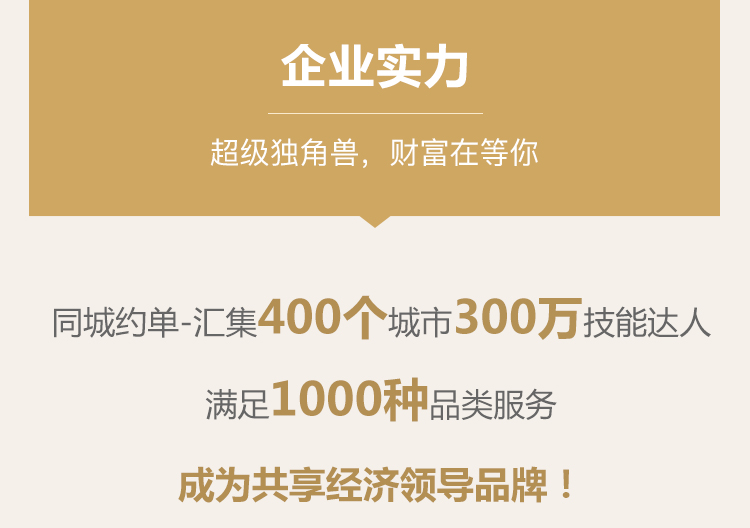 企业实力
超级独角兽，财富在等你
同城约单-汇集400个城市300万技能达人
满足1000种品类服务
成为共享经济领导品牌！